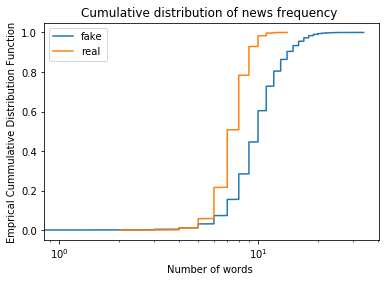 Cumulative distribution of news frequency
Emprical Cummulative Distribution Function
1.0
0.8
0.6
0.4
0.2
0.0
fake
real
10⁰
10¹
Number of words